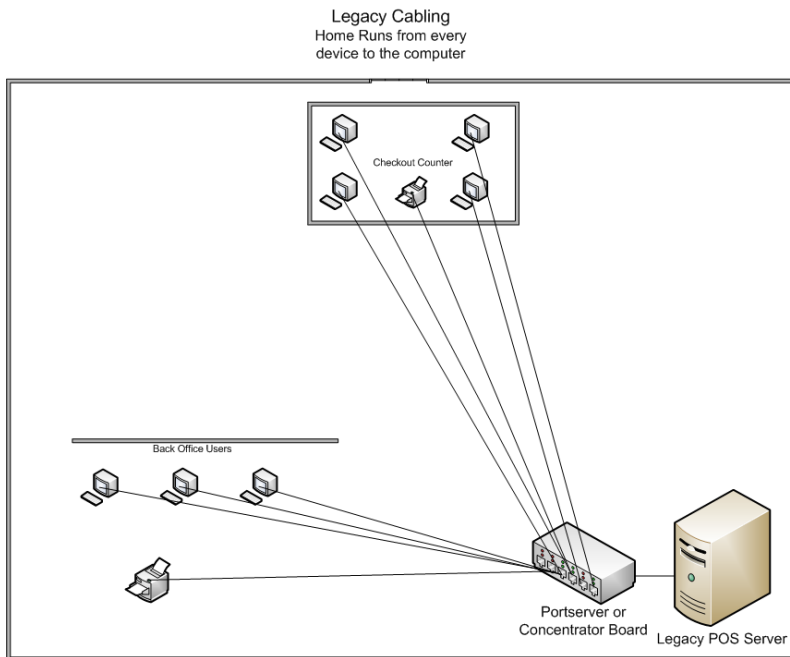 Legacy Cabling
Home Runs from every
device to the computer
Checkout Counter
Back Office Users
Portserver or
Concentrator Board
Legacy POS Server